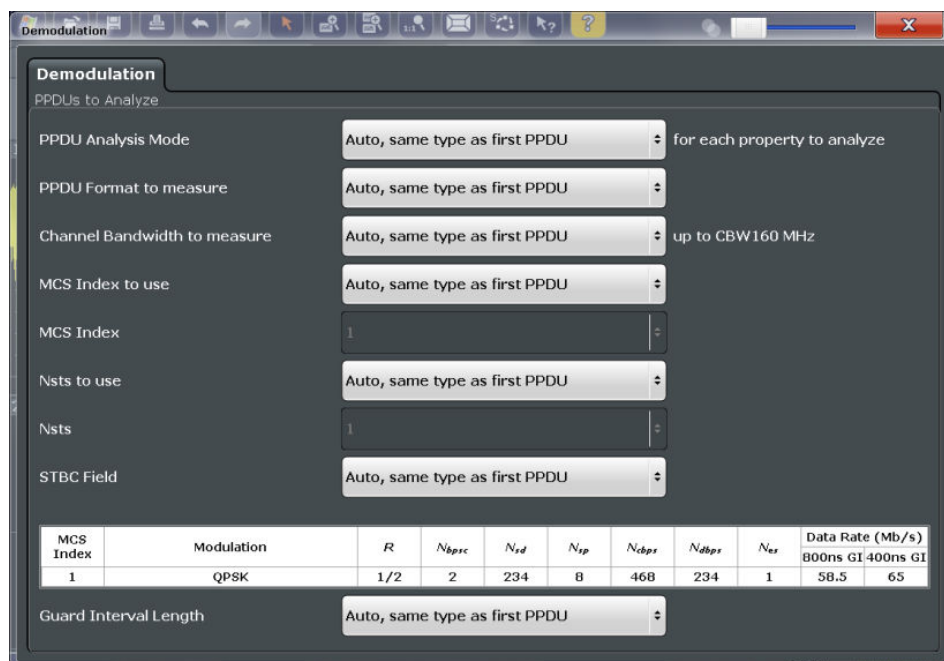 Demodulation
1:1
S
?
?
X
Demodulation
PPDUs to Analyze
PPDU Analysis Mode Auto, same type as first PPDU for each property to analyze
PPDU Format to measure Auto, same type as first PPDU
Channel Bandwidth to measure Auto, same type as first PPDU up to CBW160 MHz
MCS Index to use Auto, same type as first PPDU
MCS Index 1
Nsts to use Auto, same type as first PPDU
Nsts 1
STBC Field Auto, same type as first PPDU
MCS Index Modulation R Nbpsc Nsd Nsp Ncbps Ndbps Nes Data Rate (Mb/s)
800ns GI 400ns GI
1 QPSK 1/2 2 234 8 468 234 1 58.5 65
Guard Interval Length Auto, same type as first PPDU